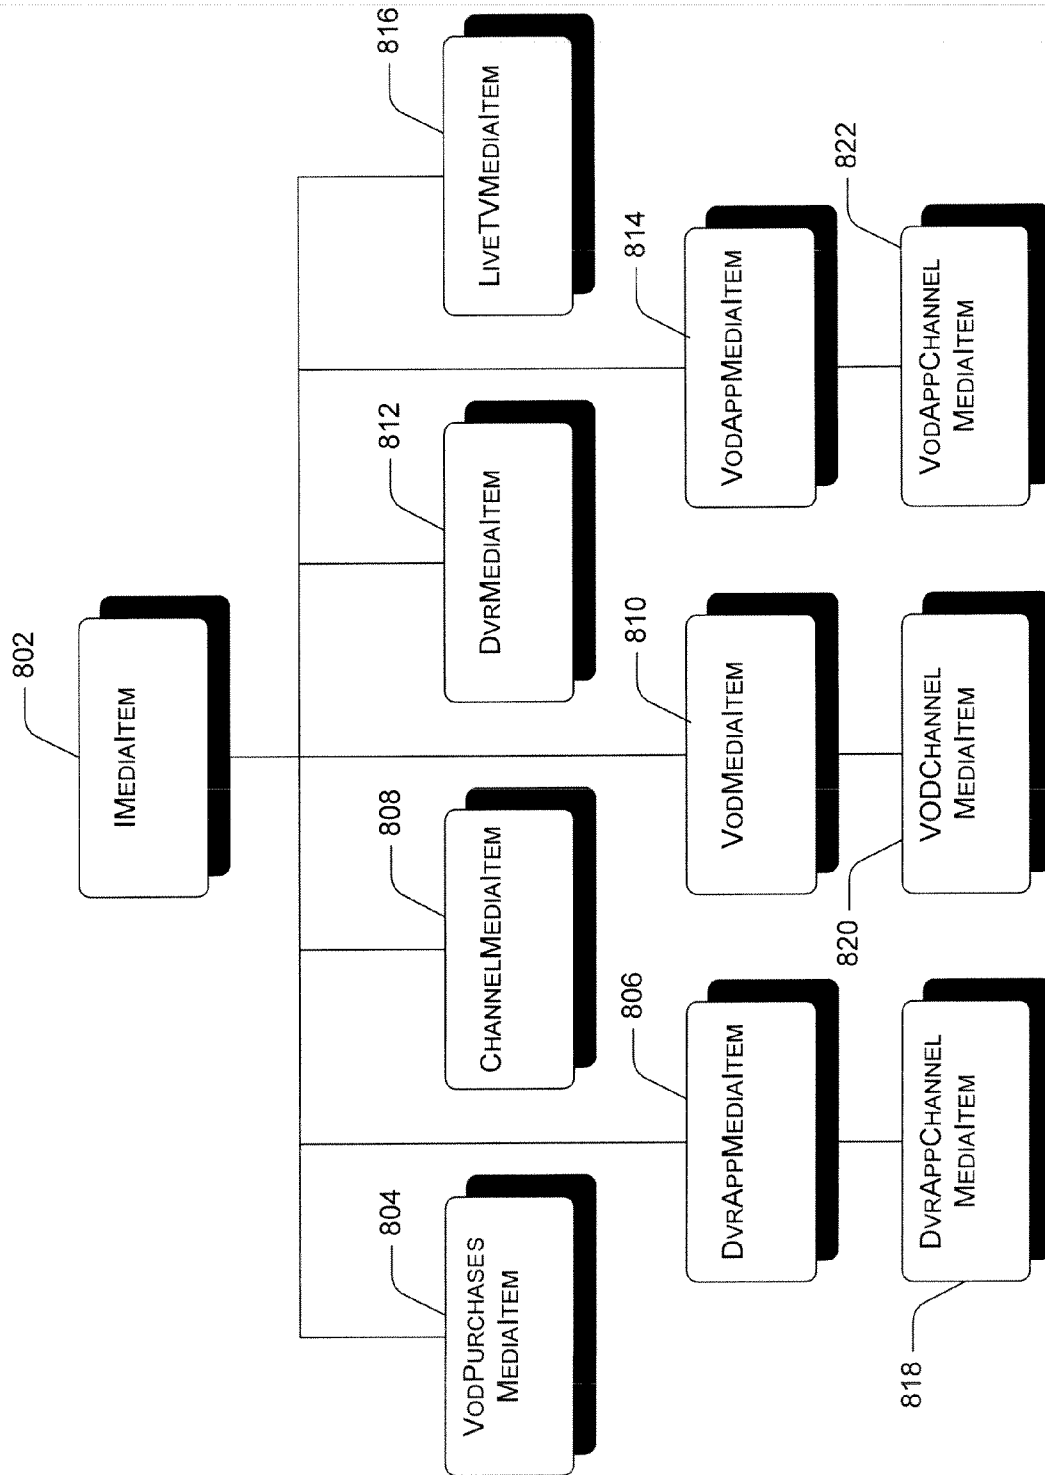 802
IMEDIAITEM
804
VODPURCHASES
MEDIAITEM
808
CHANNELMEDIAITEM
812
DVRMEDIAITEM
816
LIVETVMEDIAITEM
806
DVRAPPMEDIAITEM
810
VODMEDIAITEM
814
VODAPPMEDIAITEM
818
DVRAPPCHANNEL
MEDIAITEM
820
VODCHANNEL
MEDIAITEM
822
VODAPPCHANNEL
MEDIAITEM